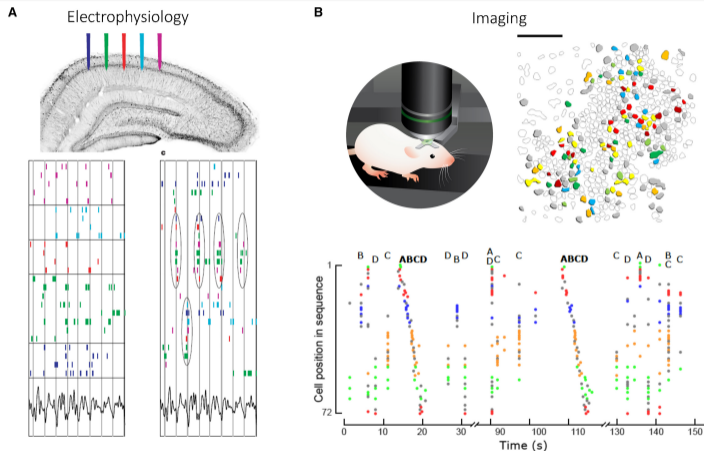 A
Electrophysiology
B
Imaging
B
D
C
ABCD
D
B
D
A
D
C
C
ABCD
C
D
A
D
B
C
C
1
Cell position in sequence
72
0
10
20
30
90
100
110
130
140
150
Time (s)